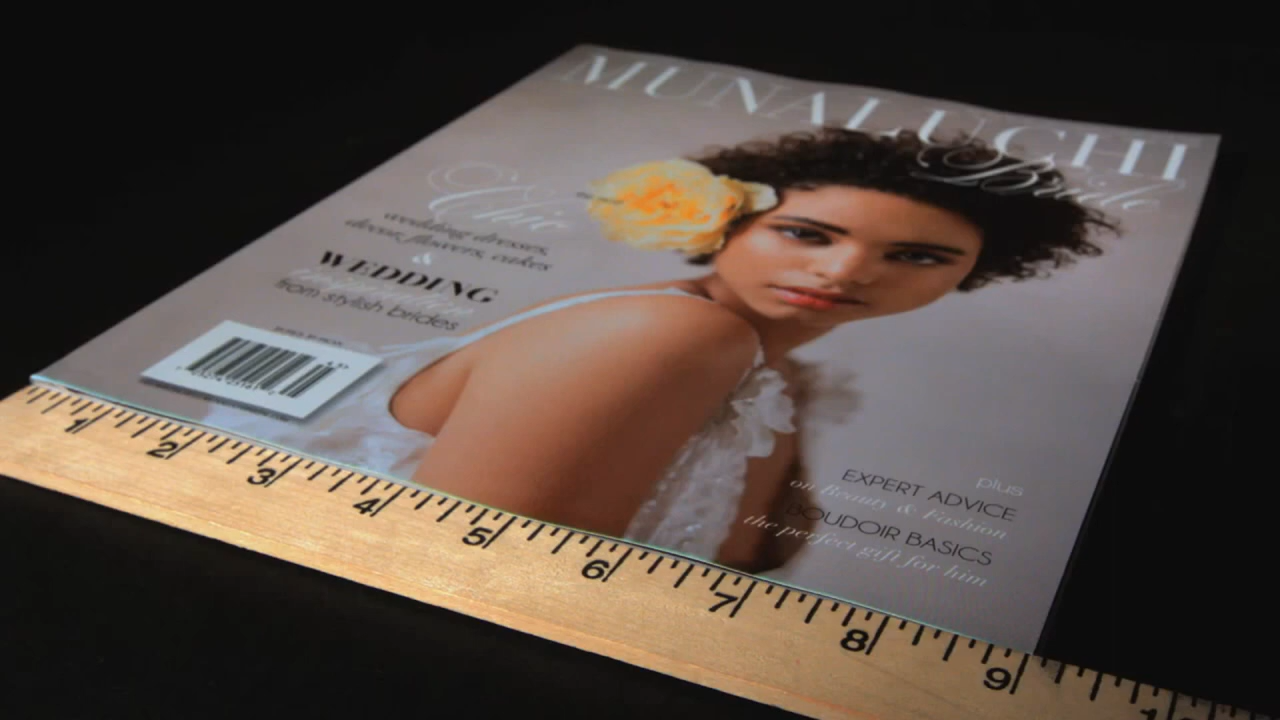 MUNALUCHI
Bride
Chic
wedding dresses,
decor, flowers, cakes
&
WEDDING
from stylish brides
plus
EXPERT ADVICE
on Beauty & Fashion
BOUDOIR BASICS
the perfect gift for him
1 2 3 4 5 6 7 8 9